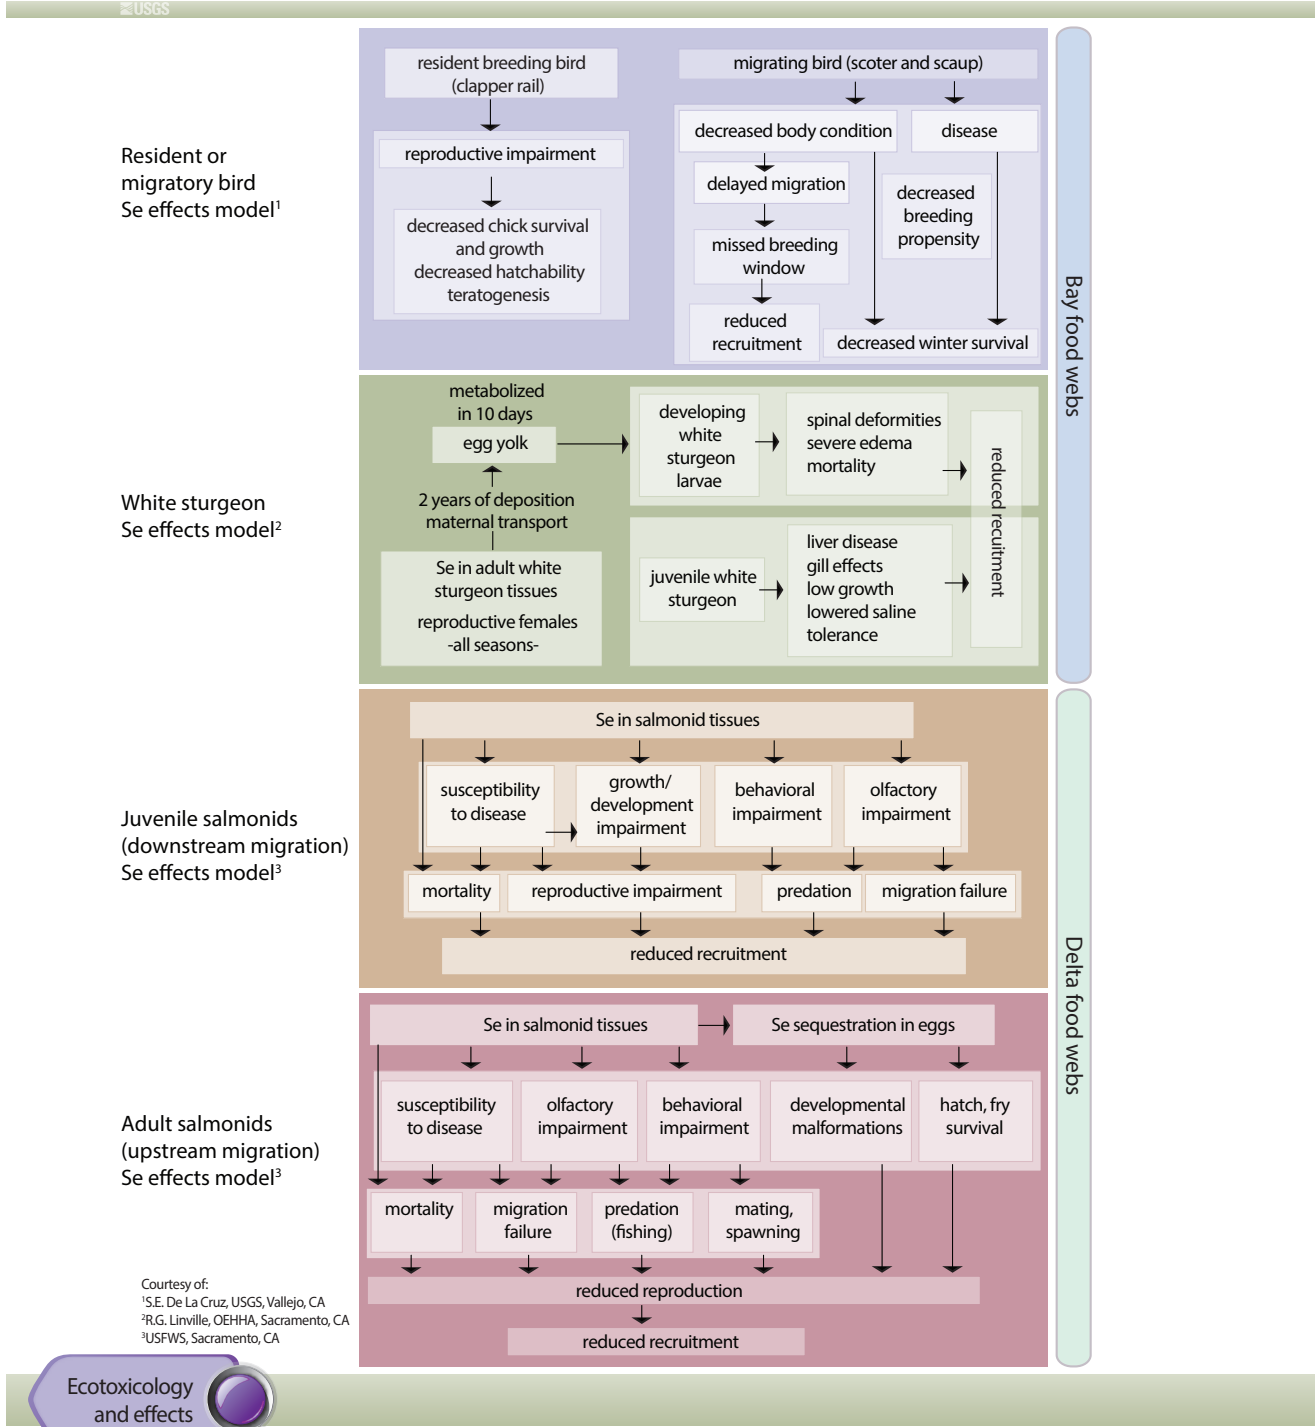 USGS
resident breeding bird
(clapper rail)
reproductive impairment
decreased chick survival
and growth
decreased hatchability
teratogenesis
migrating bird (scoter and scaup)
decreased body condition
disease
delayed migration
decreased
breeding
propensity
missed breeding
window
reduced
recruitment
decreased winter survival
Resident or
migratory bird
Se effects model¹
Bay food webs
metabolized
in 10 days
egg yolk
2 years of deposition
maternal transport
Se in adult white
sturgeon tissues
reproductive females
-all seasons-
developing
white
sturgeon
larvae
spinal deformities
severe edema
mortality
juvenile white
sturgeon
liver disease
gill effects
low growth
lowered saline
tolerance
reduced recuitment
White sturgeon
Se effects model²
Se in salmonid tissues
susceptibility
to disease
growth/
development
impairment
behavioral
impairment
olfactory
impairment
mortality
reproductive impairment
predation
migration failure
reduced recruitment
Juvenile salmonids
(downstream migration)
Se effects model³
Delta food webs
Se in salmonid tissues
Se sequestration in eggs
susceptibility
to disease
olfactory
impairment
behavioral
impairment
developmental
malformations
hatch, fry
survival
mortality
migration
failure
predation
(fishing)
mating,
spawning
reduced reproduction
reduced recruitment
Adult salmonids
(upstream migration)
Se effects model³
Courtesy of:
¹S.E. De La Cruz, USGS, Vallejo, CA
²R.G. Linville, OEHHA, Sacramento, CA
³USFWS, Sacramento, CA
Ecotoxicology
and effects